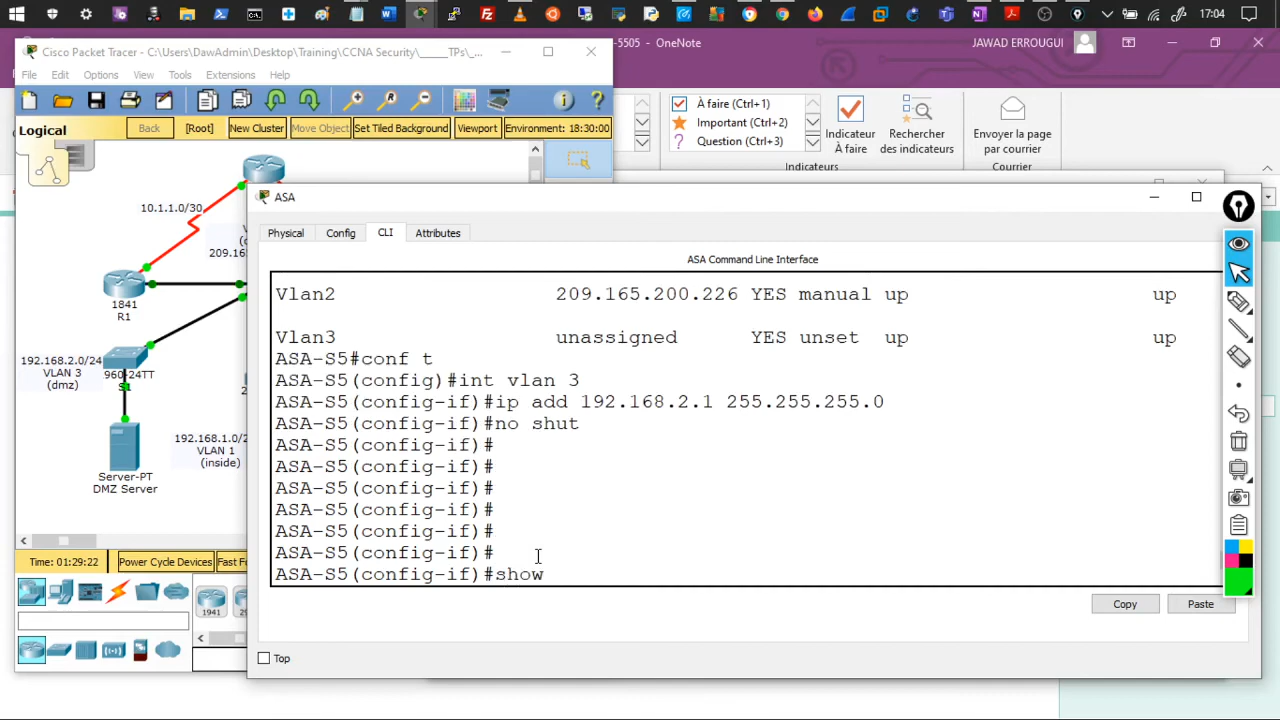 17:04
Cisco Packet Tracer - C:\Users\DawAdmin\Desktop\Training\CCNA Security\_____TPs\_...
-5505 - OneNote
JAWAD ERROUGUI
File Edit Options View Tools Extensions Help
À faire (Ctrl+1)
Important (Ctrl+2)
Question (Ctrl+3)
Indicateur
À faire
Rechercher
des indicateurs
Envoyer la page
par courrier
Indicateurs
Courrier
Logical
Back
[Root]
New Cluster
Move Object
Set Tiled Background
Viewport
Environment: 18:30:00
10.1.1.0/30
209.165
1841
R1
192.168.2.0/24
VLAN 3
(dmz)
960-24TT
Server-PT
DMZ Server
192.168.1.0/2
VLAN 1
(inside)
Time: 01:29:22
Power Cycle Devices
Fast Fo
1941
ASA
Physical
Config
CLI
Attributes
ASA Command Line Interface
Vlan2 209.165.200.226 YES manual up up
Vlan3 unassigned YES unset up up
ASA-S5#conf t
ASA-S5(config)#int vlan 3
ASA-S5(config-if)#ip add 192.168.2.1 255.255.255.0
ASA-S5(config-if)#no shut
ASA-S5(config-if)#
ASA-S5(config-if)#
ASA-S5(config-if)#
ASA-S5(config-if)#
ASA-S5(config-if)#
ASA-S5(config-if)#
ASA-S5(config-if)#show
Copy
Paste
Top